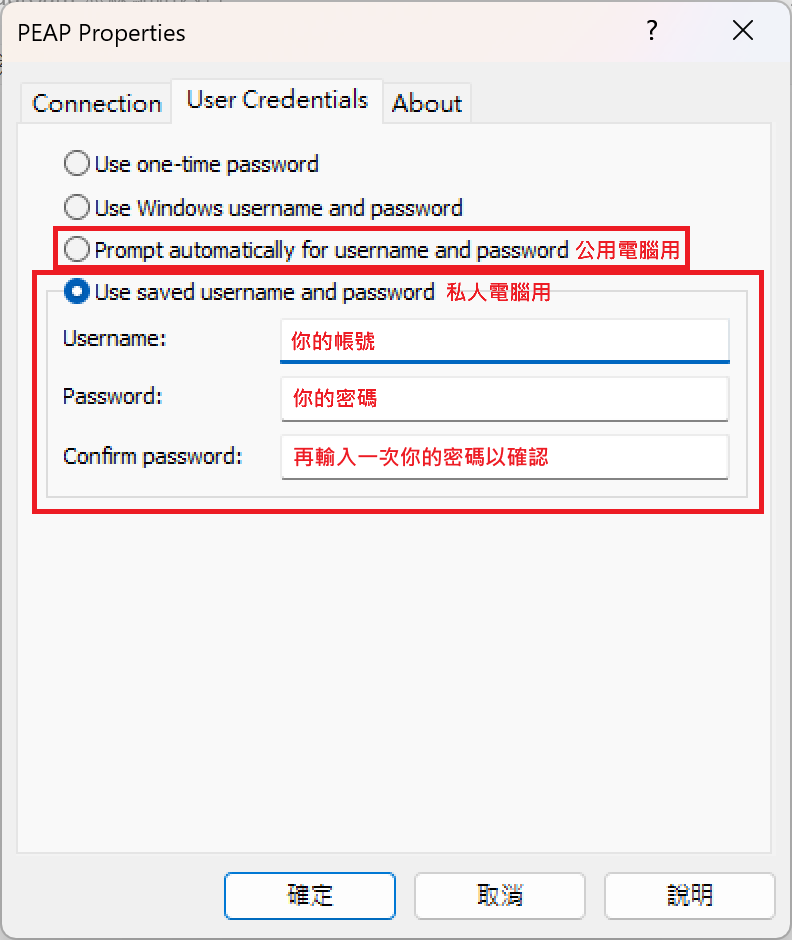 PEAP Properties
Connection
User Credentials
About
Use one-time password
Use Windows username and password
Prompt automatically for username and password 公用電腦用
Use saved username and password 私人電腦用
Username: 你的帳號
Password: 你的密碼
Confirm password: 再輸入一次你的密碼以確認
確定
取消
說明